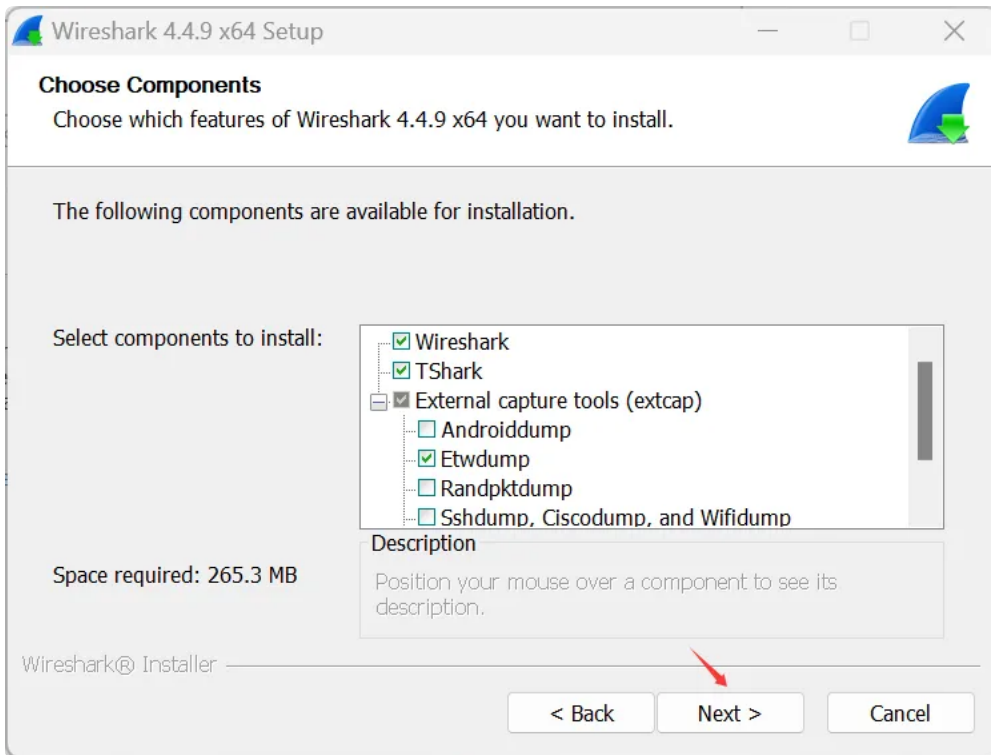 Wireshark 4.4.9 x64 Setup
Choose Components
Choose which features of Wireshark 4.4.9 x64 you want to install.
The following components are available for installation.
Select components to install:
Wireshark
TShark
External capture tools (extcap)
Androiddump
Etwdump
Randpktdump
Sshdump, Ciscodump, and Wifidump
Space required: 265.3 MB
Description
Position your mouse over a component to see its
description.
Wireshark® Installer
< Back
Next >
Cancel